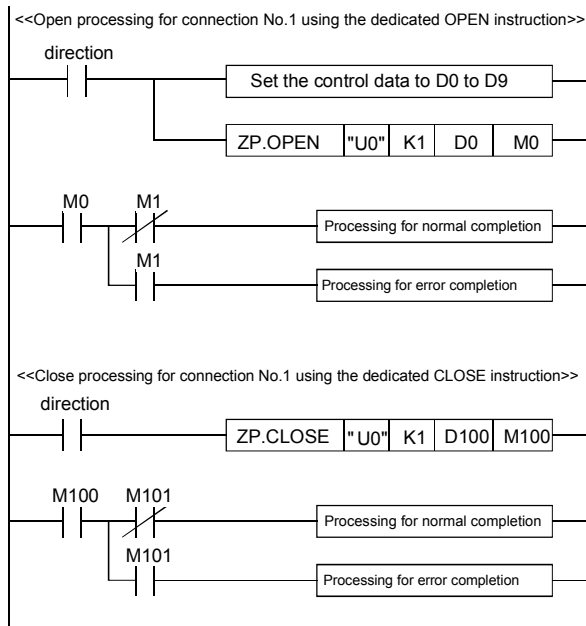 <<Open processing for connection No.1 using the dedicated OPEN instruction>>
direction
Set the control data to D0 to D9
ZP.OPEN "U0" K1 D0 M0
M0 M1
Processing for normal completion
M1
Processing for error completion
<<Close processing for connection No.1 using the dedicated CLOSE instruction>>
direction
ZP.CLOSE "U0" K1 D100 M100
M100 M101
Processing for normal completion
M101
Processing for error completion